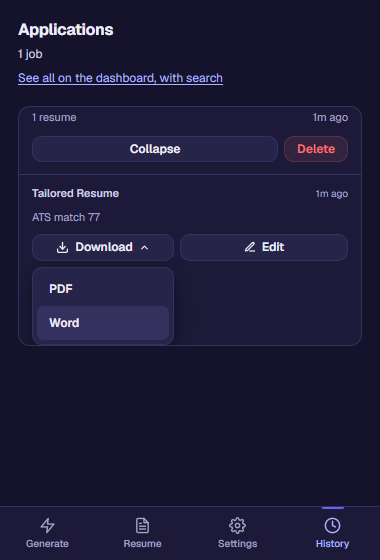 Applications
1 job
See all on the dashboard, with search
1 resume 1m ago
Collapse Delete
Tailored Resume 1m ago
ATS match 77
Download Edit
PDF
Word
Generate Resume Settings History